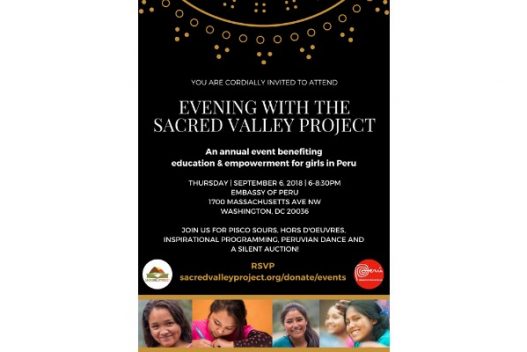 YOU ARE CORDIALLY INVITED TO ATTEND
EVENING WITH THE
SACRED VALLEY PROJECT
An annual event benefiting
education & empowerment for girls in Peru
THURSDAY | SEPTEMBER 6, 2018 | 6-8:30PM
EMBASSY OF PERU
1700 MASSACHUSETTS AVE NW
WASHINGTON, DC 20036
JOIN US FOR PISCO SOURS, HORS D'OEUVRES,
INSPIRATIONAL PROGRAMMING, PERUVIAN DANCE AND
A SILENT AUCTION!
RSVP
sacredvalleyproject.org/donate/events